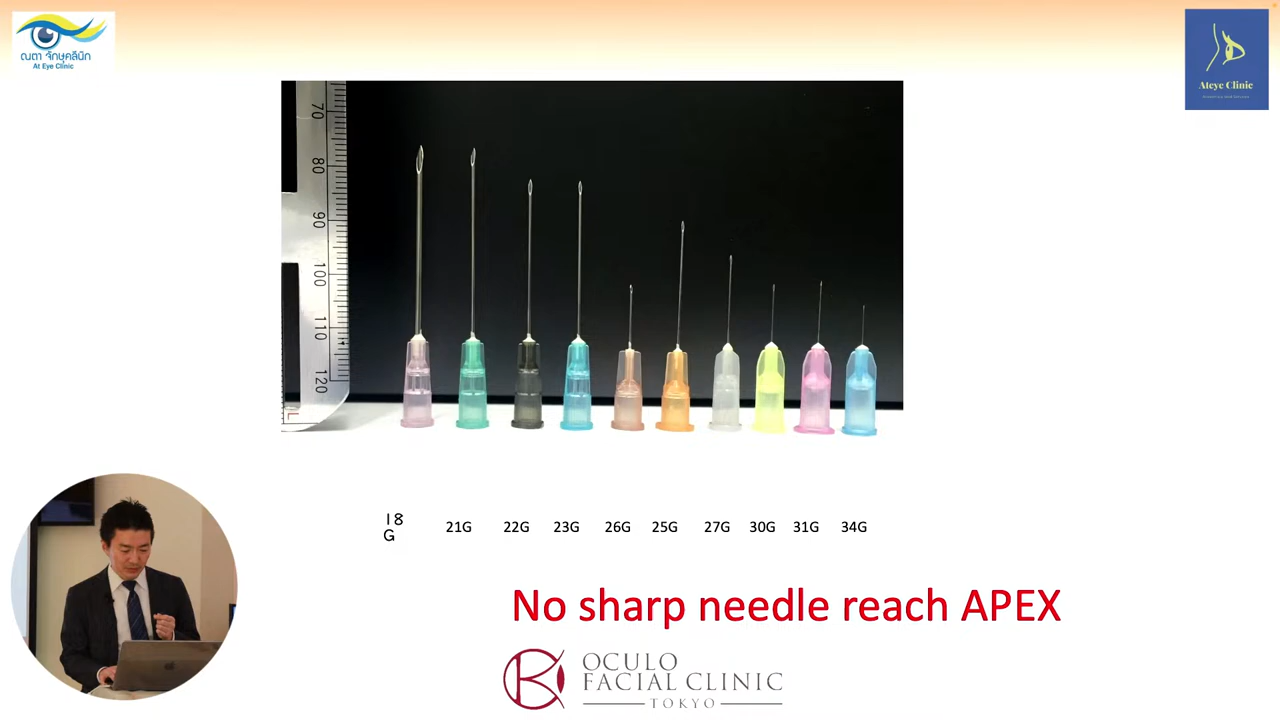 ณตา จักษุคลินิก
At Eye Clinic
Ateye Clinic
70
80
90
100
110
120
L
18
G
21G 22G 23G 26G 25G 27G 30G 31G 34G
No sharp needle reach APEX
OCULO
FACIAL CLINIC
TOKYO